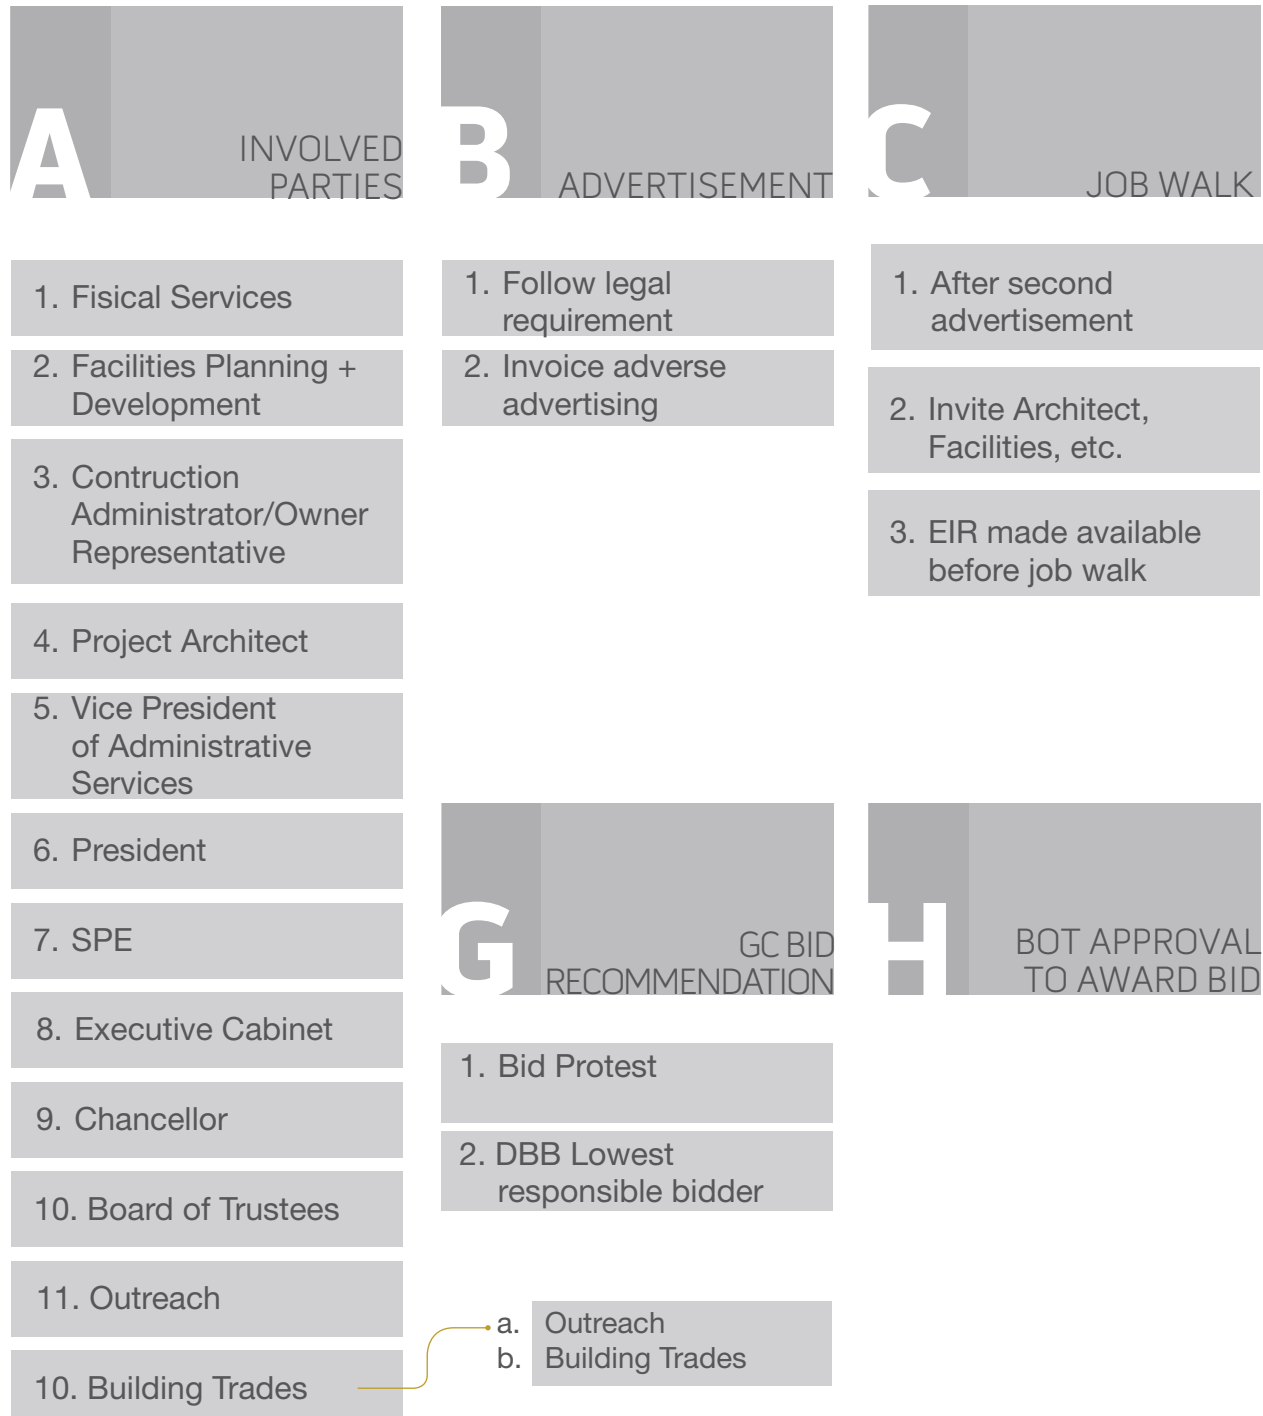 A
INVOLVED
PARTIES
1. Fisical Services
2. Facilities Planning +
Development
3. Contruction
Administrator/Owner
Representative
4. Project Architect
5. Vice President
of Administrative
Services
6. President
7. SPE
8. Executive Cabinet
9. Chancellor
10. Board of Trustees
11. Outreach
10. Building Trades
B
ADVERTISEMENT
1. Follow legal
requirement
2. Invoice adverse
advertising
C
JOB WALK
1. After second
advertisement
2. Invite Architect,
Facilities, etc.
3. EIR made available
before job walk
G
GC BID
RECOMMENDATION
1. Bid Protest
2. DBB Lowest
responsible bidder
a. Outreach
b. Building Trades
H
BOT APPROVAL
TO AWARD BID